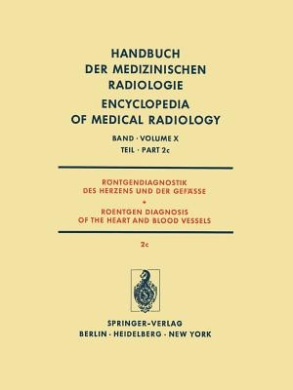 HANDBUCH
DER MEDIZINISCHEN
RADIOLOGIE
ENCYCLOPEDIA
OF MEDICAL RADIOLOGY
BAND · VOLUME X
TEIL · PART 2c
RÖNTGENDIAGNOSTIK
DES HERZENS UND DER GEFÄSSE
*
ROENTGEN DIAGNOSIS
OF THE HEART AND BLOOD VESSELS
2c
SPRINGER-VERLAG
BERLIN · HEIDELBERG · NEW YORK